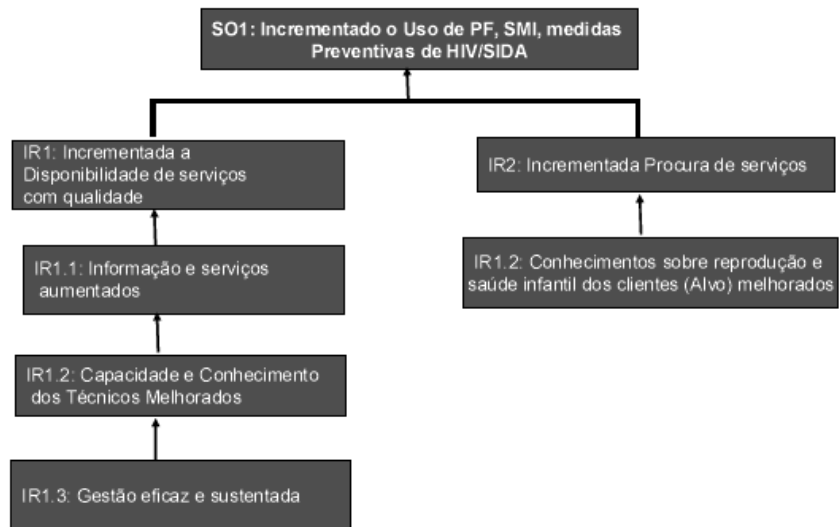 SO1: Incrementado o Uso de PF, SMI, medidas
Preventivas de HIV/SIDA
IR1: Incrementada a
Disponibilidade de serviços
com qualidade
IR2: Incrementada Procura de serviços
IR1.1: Informação e serviços
aumentados
IR1.2: Conhecimentos sobre reprodução e
saúde infantil dos clientes (Alvo) melhorados
IR1.2: Capacidade e Conhecimento
dos Técnicos Melhorados
IR1.3: Gestão eficaz e sustentada